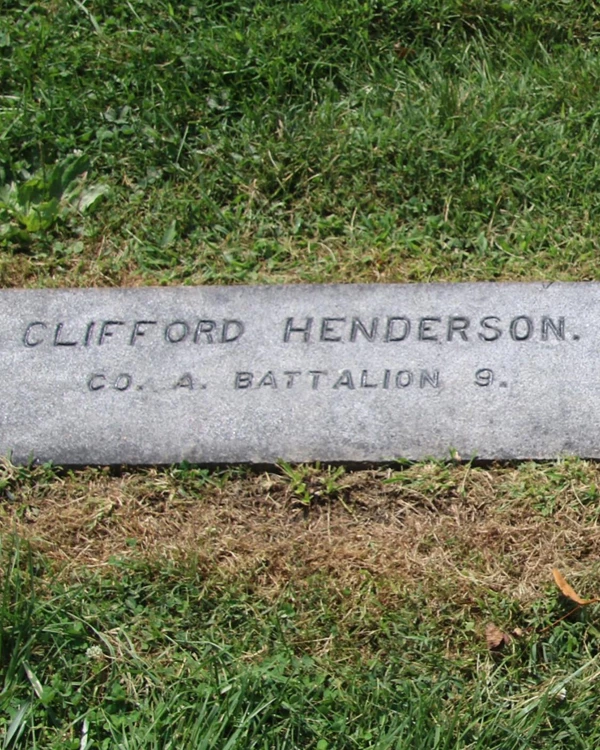 CLIFFORD HENDERSON.
CO. A. BATTALION 9.